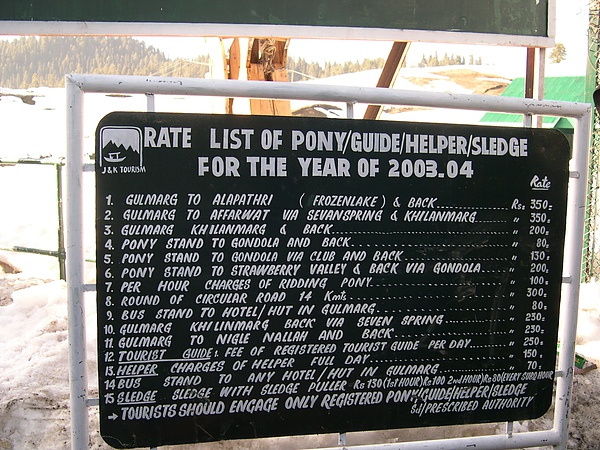 J&K TOURISM
RATE LIST OF PONY/GUIDE/HELPER/SLEDGE
FOR THE YEAR OF 2003.04
Rate
1. GULMARG TO ALAPATHRI ( FROZENLAKE ) & BACK Rs. 350=
2. GULMARG TO AFFARWAT VIA SEVANSPRING & KHILANMARG " 350=
3. GULMARG KHILANMARG & BACK " 200=
4. PONY STAND TO GONDOLA AND BACK " 80=
5. PONY STAND TO GONDOLA VIA CLUB AND BACK " 130=
6. PONY STAND TO STRAWBERRY VALLEY & BACK VIA GONDOLA " 200=
7. PER HOUR CHARGES OF RIDDING PONY " 100=
8. ROUND OF CIRCULAR ROAD 14 Kmts " 300=
9. BUS STAND TO HOTEL/HUT IN GULMARG " 80=
10. GULMARG KHILINMARG BACK VIA SEVEN SPRING " 230=
11. GULMARG TO NIGLE NALLAH AND BACK " 230=
12. TOURIST GUIDE: FEE OF REGISTERED TOURIST GUIDE PER DAY " 250=
13. HELPER CHARGES OF HELPER FULL DAY " 150=
14 BUS STAND TO ANY HOTEL/HUT IN GULMARG " 70=
15 SLEDGE SLEDGE WITH SLEDGE PULLER Rs 130(1st HOUR)Rs 100 2nd HOUR)Rs 80(EVERY SUBQ HOUR
→ TOURISTS SHOULD ENGAGE ONLY REGISTERED PONY/GUIDE/HELPER/SLEDGE
Sd/PRESCRIBED AUTHORITY